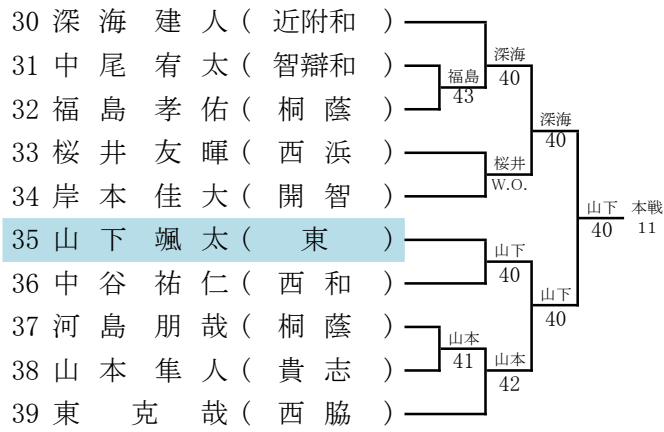 30 深海 建人 ( 近附和 )
31 中尾 宥太 ( 智辯和 )
32 福島 孝佑 ( 桐蔭 )
33 桜井 友暉 ( 西浜 )
34 岸本 佳大 ( 開智 )
35 山下 颯太 ( 東 )
36 中谷 祐仁 ( 西和 )
37 河島 朋哉 ( 桐蔭 )
38 山本 隼人 ( 貴志 )
39 東 克哉 ( 西脇 )
福島
43
山本
41
深海
40
桜井
W.O.
山下
40
山本
42
深海
40
山下
40
山下
40
本戦
11